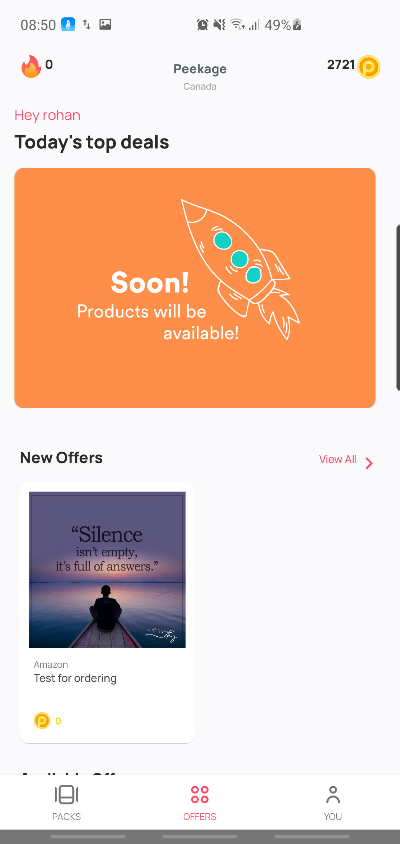 08:50
49%
0
Peekage
Canada
2721
Hey rohan
Today's top deals
Soon!
Products will be
available!
New Offers
View All
“Silence
isn't empty,
it's full of answers.”
Amazon
Test for ordering
0
PACKS
OFFERS
YOU